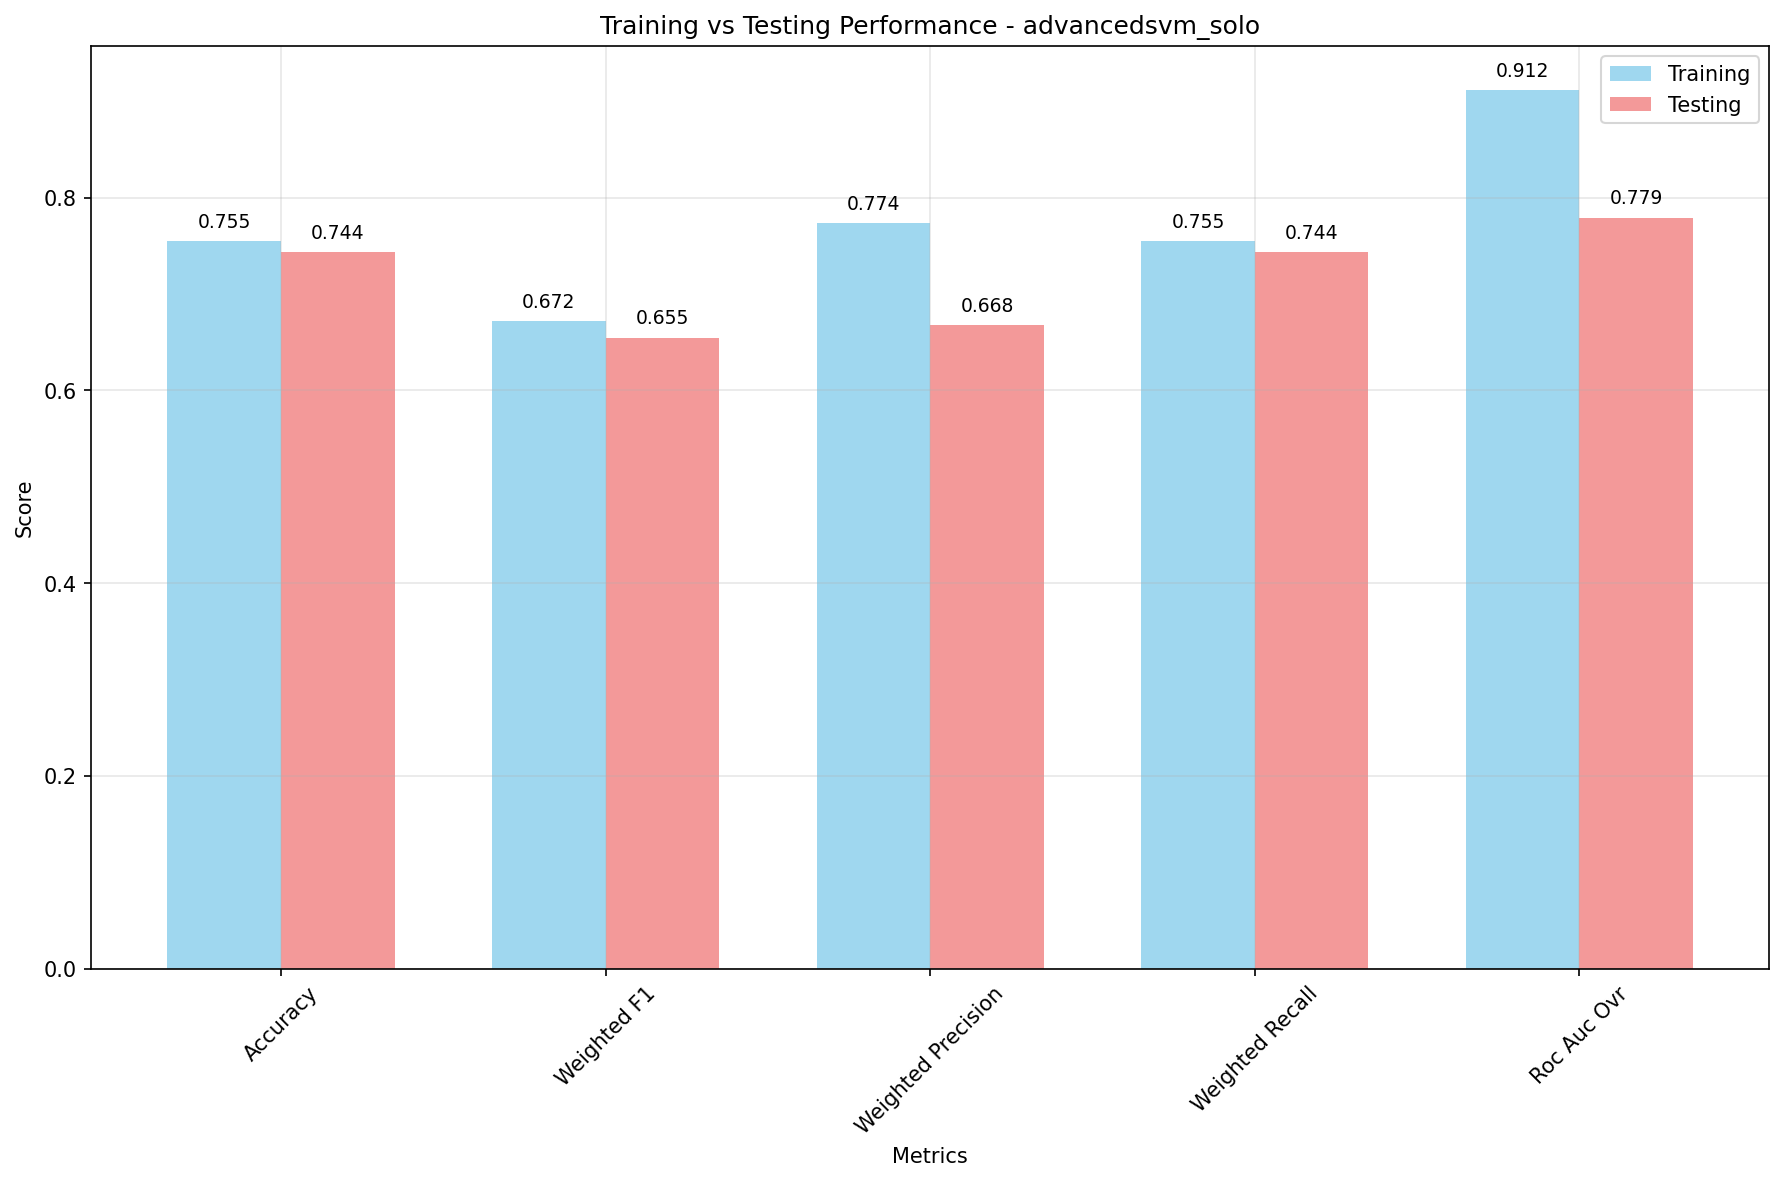 Training vs Testing Performance - advancedsvm_solo
Training
Testing
Score
0.8
0.6
0.4
0.2
0.0
0.755
0.744
0.672
0.655
0.774
0.668
0.755
0.744
0.912
0.779
Accuracy
Weighted F1
Weighted Precision
Weighted Recall
Roc Auc Ovr
Metrics